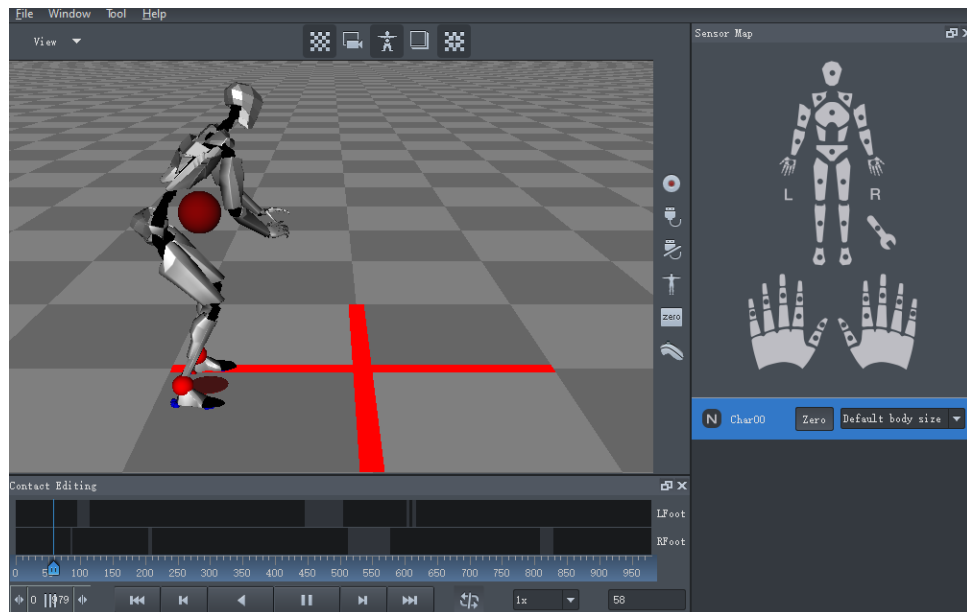 File Window Tool Help
View
Sensor Map
L R
zero
N Char00 Zero Default body size
Contact Editing
LFoot
RFoot
0 50 100 150 200 250 300 350 400 450 500 550 600 650 700 750 800 850 900 950
0 979 1x 58